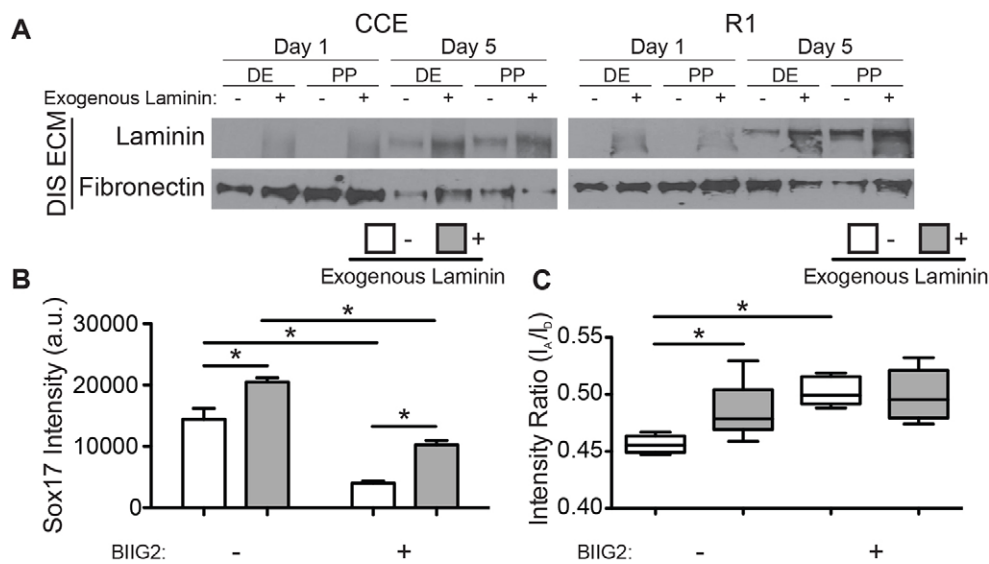 A
CCE R1
Day 1 Day 5 Day 1 Day 5
DE PP DE PP DE PP DE PP
Exogenous Laminin: - + - + - + - + - + - + - + - +
DIS ECM
Laminin
Fibronectin
- + - +
Exogenous Laminin Exogenous Laminin
B
Sox17 Intensity (a.u.)
30000
20000
10000
0
* * * *
BIIG2: - +
C
Intensity Ratio (I_A/I_D)
0.55
0.50
0.45
0.40
* *
BIIG2: - +